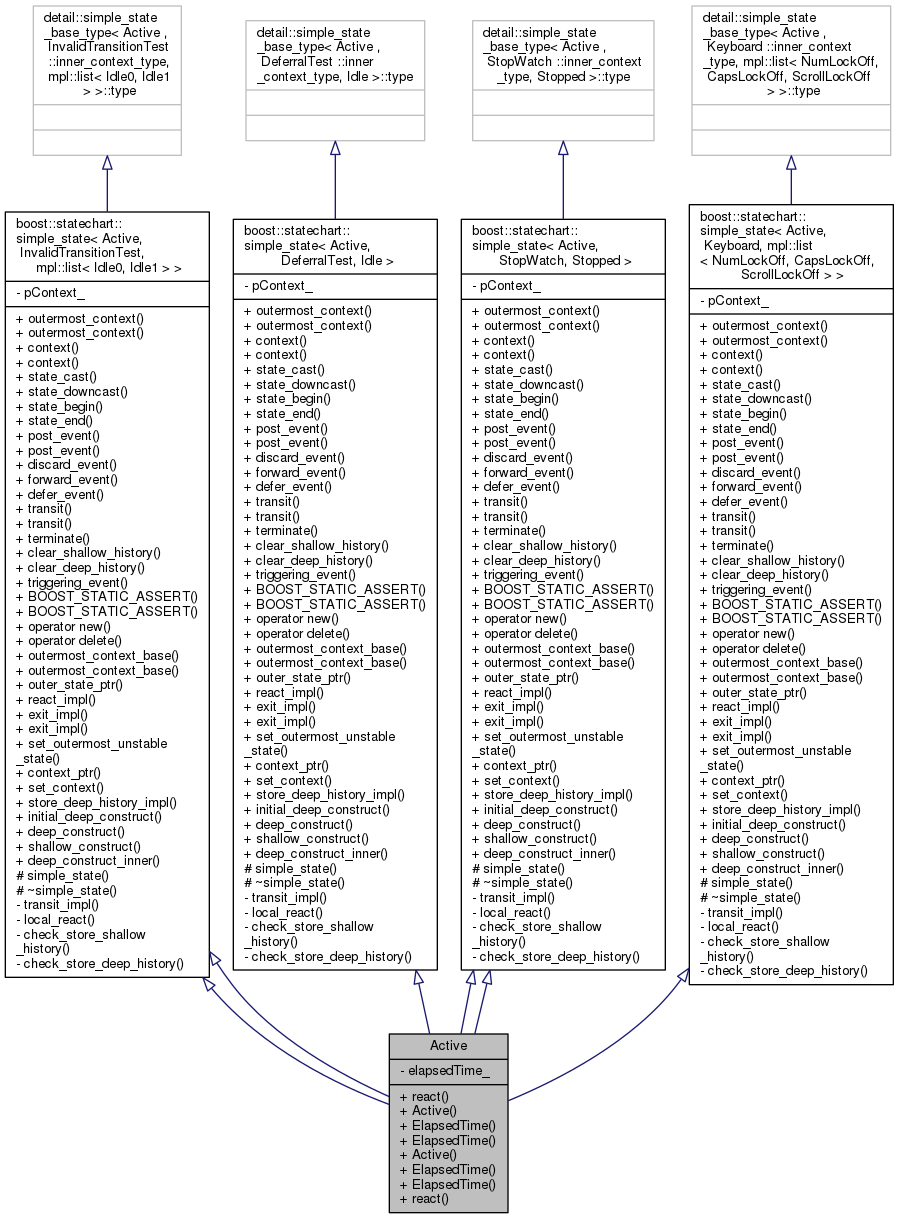 detail::simple_state
_base_type< Active ,
InvalidTransitionTest
::inner_context_type,
mpl::list< Idle0, Idle1
> >::type
detail::simple_state
_base_type< Active ,
DeferralTest ::inner
_context_type, Idle >::type
detail::simple_state
_base_type< Active ,
StopWatch ::inner_context
_type, Stopped >::type
detail::simple_state
_base_type< Active ,
Keyboard ::inner_context
_type, mpl::list< NumLockOff,
CapsLockOff, ScrollLockOff
> >::type
boost::statechart::
simple_state< Active,
InvalidTransitionTest,
mpl::list< Idle0, Idle1 > >
- pContext_
+ outermost_context()
+ outermost_context()
+ context()
+ context()
+ state_cast()
+ state_downcast()
+ state_begin()
+ state_end()
+ post_event()
+ post_event()
+ discard_event()
+ forward_event()
+ defer_event()
+ transit()
+ transit()
+ terminate()
+ clear_shallow_history()
+ clear_deep_history()
+ triggering_event()
+ BOOST_STATIC_ASSERT()
+ BOOST_STATIC_ASSERT()
+ operator new()
+ operator delete()
+ outermost_context_base()
+ outermost_context_base()
+ outer_state_ptr()
+ react_impl()
+ exit_impl()
+ exit_impl()
+ set_outermost_unstable
_state()
+ context_ptr()
+ set_context()
+ store_deep_history_impl()
+ initial_deep_construct()
+ deep_construct()
+ shallow_construct()
+ deep_construct_inner()
# simple_state()
# ~simple_state()
- transit_impl()
- local_react()
- check_store_shallow
_history()
- check_store_deep_history()
boost::statechart::
simple_state< Active,
DeferralTest, Idle >
- pContext_
+ outermost_context()
+ outermost_context()
+ context()
+ context()
+ state_cast()
+ state_downcast()
+ state_begin()
+ state_end()
+ post_event()
+ post_event()
+ discard_event()
+ forward_event()
+ defer_event()
+ transit()
+ transit()
+ terminate()
+ clear_shallow_history()
+ clear_deep_history()
+ triggering_event()
+ BOOST_STATIC_ASSERT()
+ BOOST_STATIC_ASSERT()
+ operator new()
+ operator delete()
+ outermost_context_base()
+ outermost_context_base()
+ outer_state_ptr()
+ react_impl()
+ exit_impl()
+ exit_impl()
+ set_outermost_unstable
_state()
+ context_ptr()
+ set_context()
+ store_deep_history_impl()
+ initial_deep_construct()
+ deep_construct()
+ shallow_construct()
+ deep_construct_inner()
# simple_state()
# ~simple_state()
- transit_impl()
- local_react()
- check_store_shallow
_history()
- check_store_deep_history()
boost::statechart::
simple_state< Active,
StopWatch, Stopped >
- pContext_
+ outermost_context()
+ outermost_context()
+ context()
+ context()
+ state_cast()
+ state_downcast()
+ state_begin()
+ state_end()
+ post_event()
+ post_event()
+ discard_event()
+ forward_event()
+ defer_event()
+ transit()
+ transit()
+ terminate()
+ clear_shallow_history()
+ clear_deep_history()
+ triggering_event()
+ BOOST_STATIC_ASSERT()
+ BOOST_STATIC_ASSERT()
+ operator new()
+ operator delete()
+ outermost_context_base()
+ outermost_context_base()
+ outer_state_ptr()
+ react_impl()
+ exit_impl()
+ exit_impl()
+ set_outermost_unstable
_state()
+ context_ptr()
+ set_context()
+ store_deep_history_impl()
+ initial_deep_construct()
+ deep_construct()
+ shallow_construct()
+ deep_construct_inner()
# simple_state()
# ~simple_state()
- transit_impl()
- local_react()
- check_store_shallow
_history()
- check_store_deep_history()
boost::statechart::
simple_state< Active,
Keyboard, mpl::list
< NumLockOff, CapsLockOff,
ScrollLockOff > >
- pContext_
+ outermost_context()
+ outermost_context()
+ context()
+ context()
+ state_cast()
+ state_downcast()
+ state_begin()
+ state_end()
+ post_event()
+ post_event()
+ discard_event()
+ forward_event()
+ defer_event()
+ transit()
+ transit()
+ terminate()
+ clear_shallow_history()
+ clear_deep_history()
+ triggering_event()
+ BOOST_STATIC_ASSERT()
+ BOOST_STATIC_ASSERT()
+ operator new()
+ operator delete()
+ outermost_context_base()
+ outermost_context_base()
+ outer_state_ptr()
+ react_impl()
+ exit_impl()
+ exit_impl()
+ set_outermost_unstable
_state()
+ context_ptr()
+ set_context()
+ store_deep_history_impl()
+ initial_deep_construct()
+ deep_construct()
+ shallow_construct()
+ deep_construct_inner()
# simple_state()
# ~simple_state()
- transit_impl()
- local_react()
- check_store_shallow
_history()
- check_store_deep_history()
Active
- elapsedTime_
+ react()
+ Active()
+ ElapsedTime()
+ ElapsedTime()
+ Active()
+ ElapsedTime()
+ ElapsedTime()
+ react()